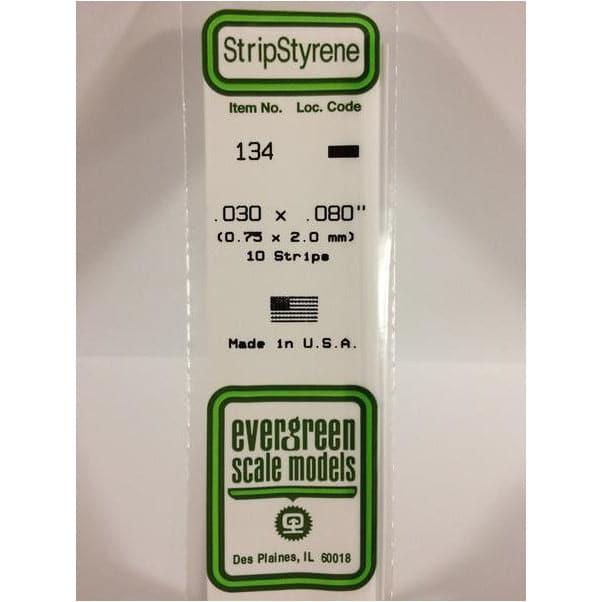 StripStyrene
Item No. Loc. Code
134
.030 x .080"
(0.75 x 2.0 mm)
10 Strips
Made in U.S.A.
evergreen
scale models
Des Plaines, IL 60018